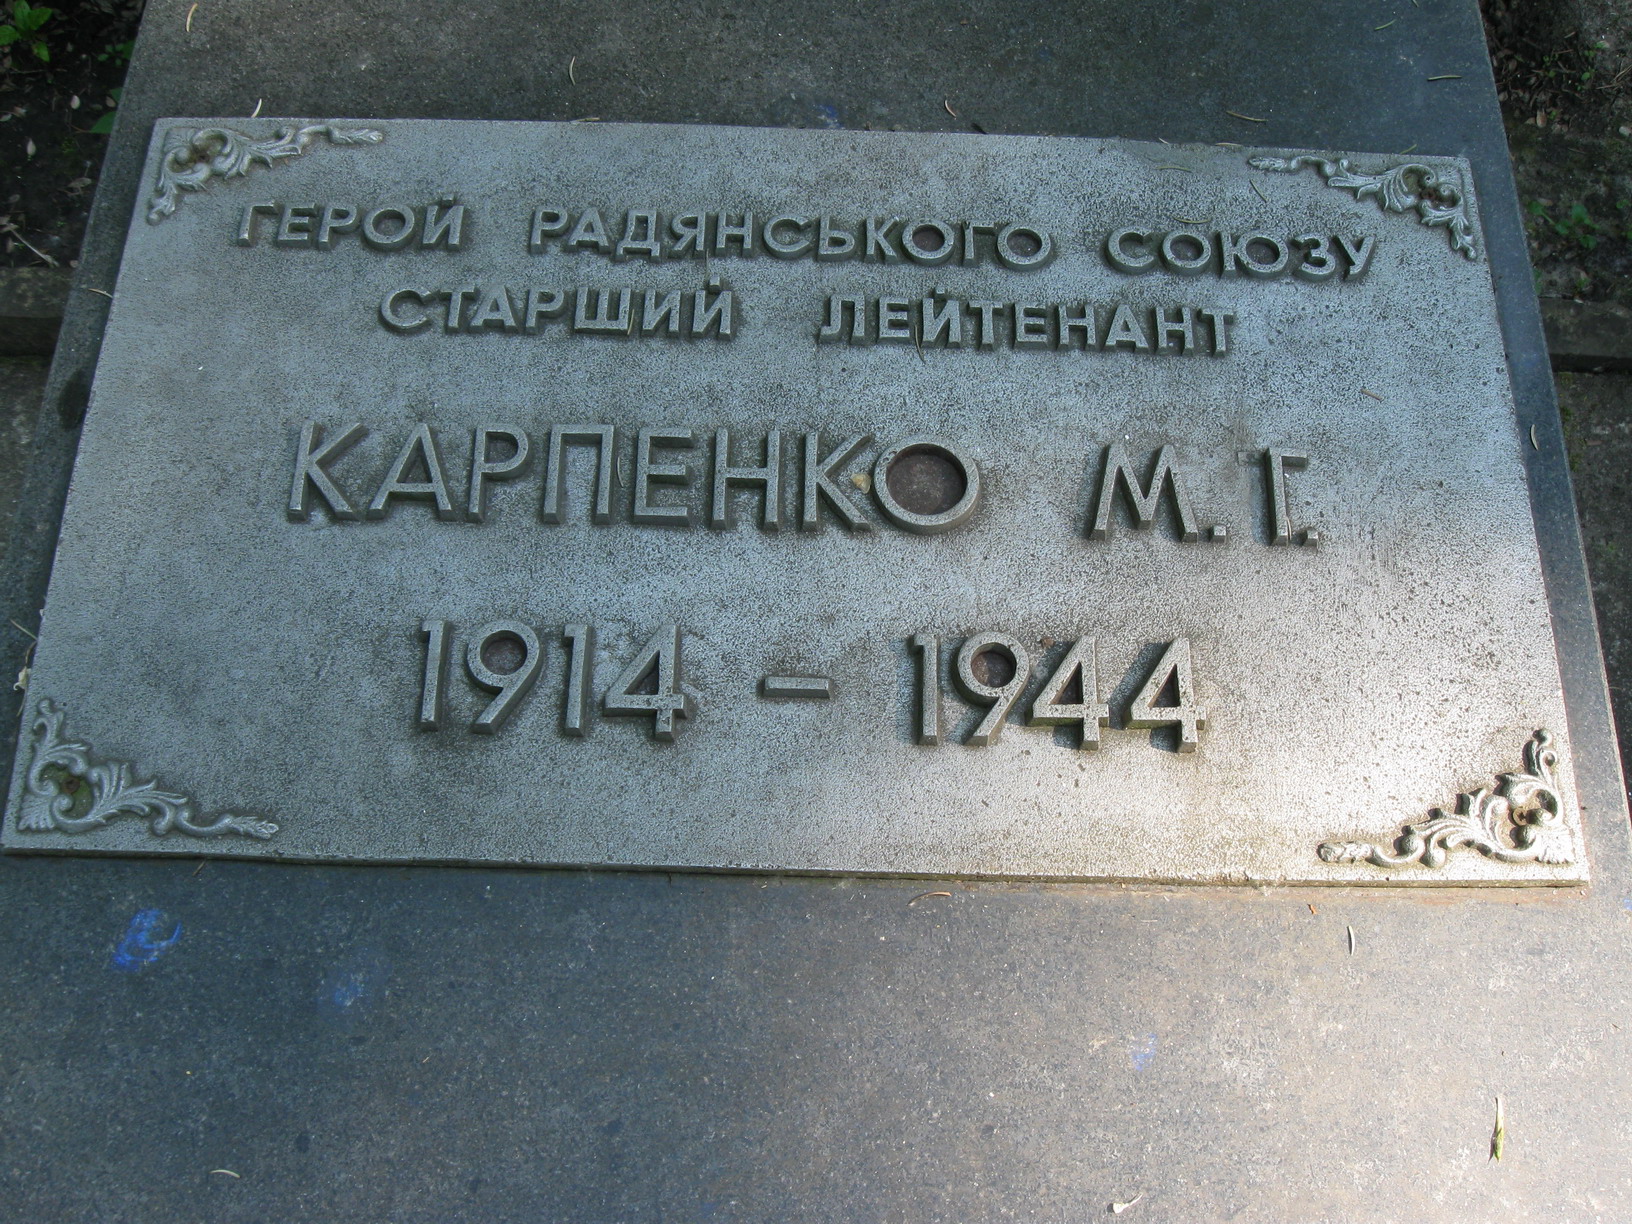 ГЕРОЙ РАДЯНСЬКОГО СОЮЗУ
СТАРШИЙ ЛЕЙТЕНАНТ
КАРПЕНКО М. Г.
1914 – 1944